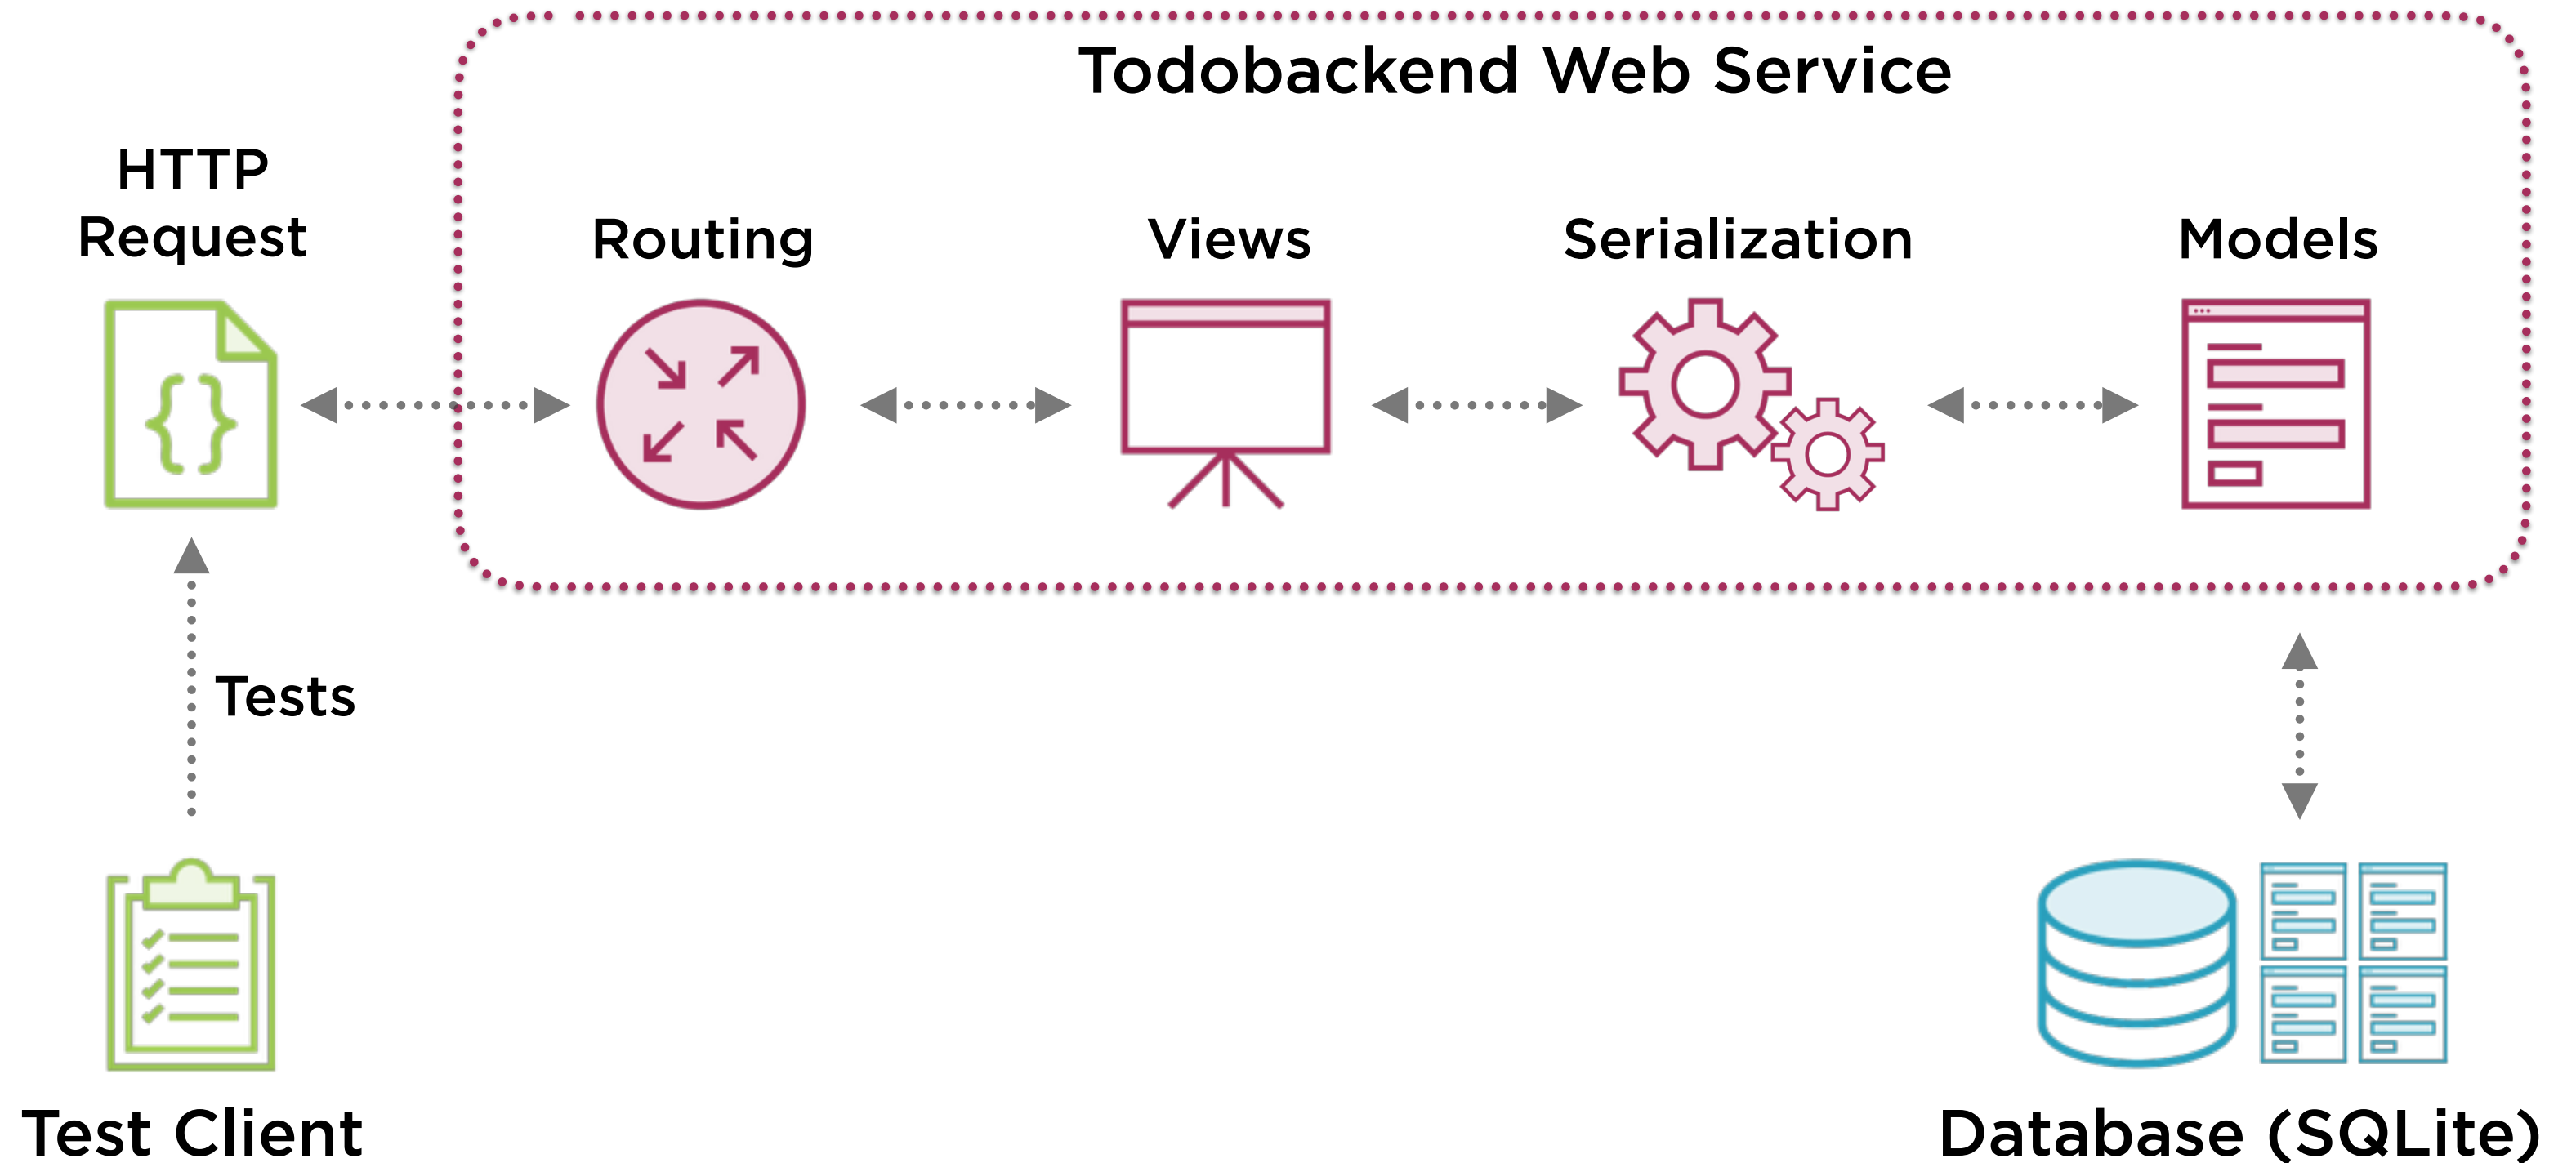 Todobackend Web Service
HTTP
Request
Routing
Views
Serialization
Models
Tests
Test Client
Database (SQLite)